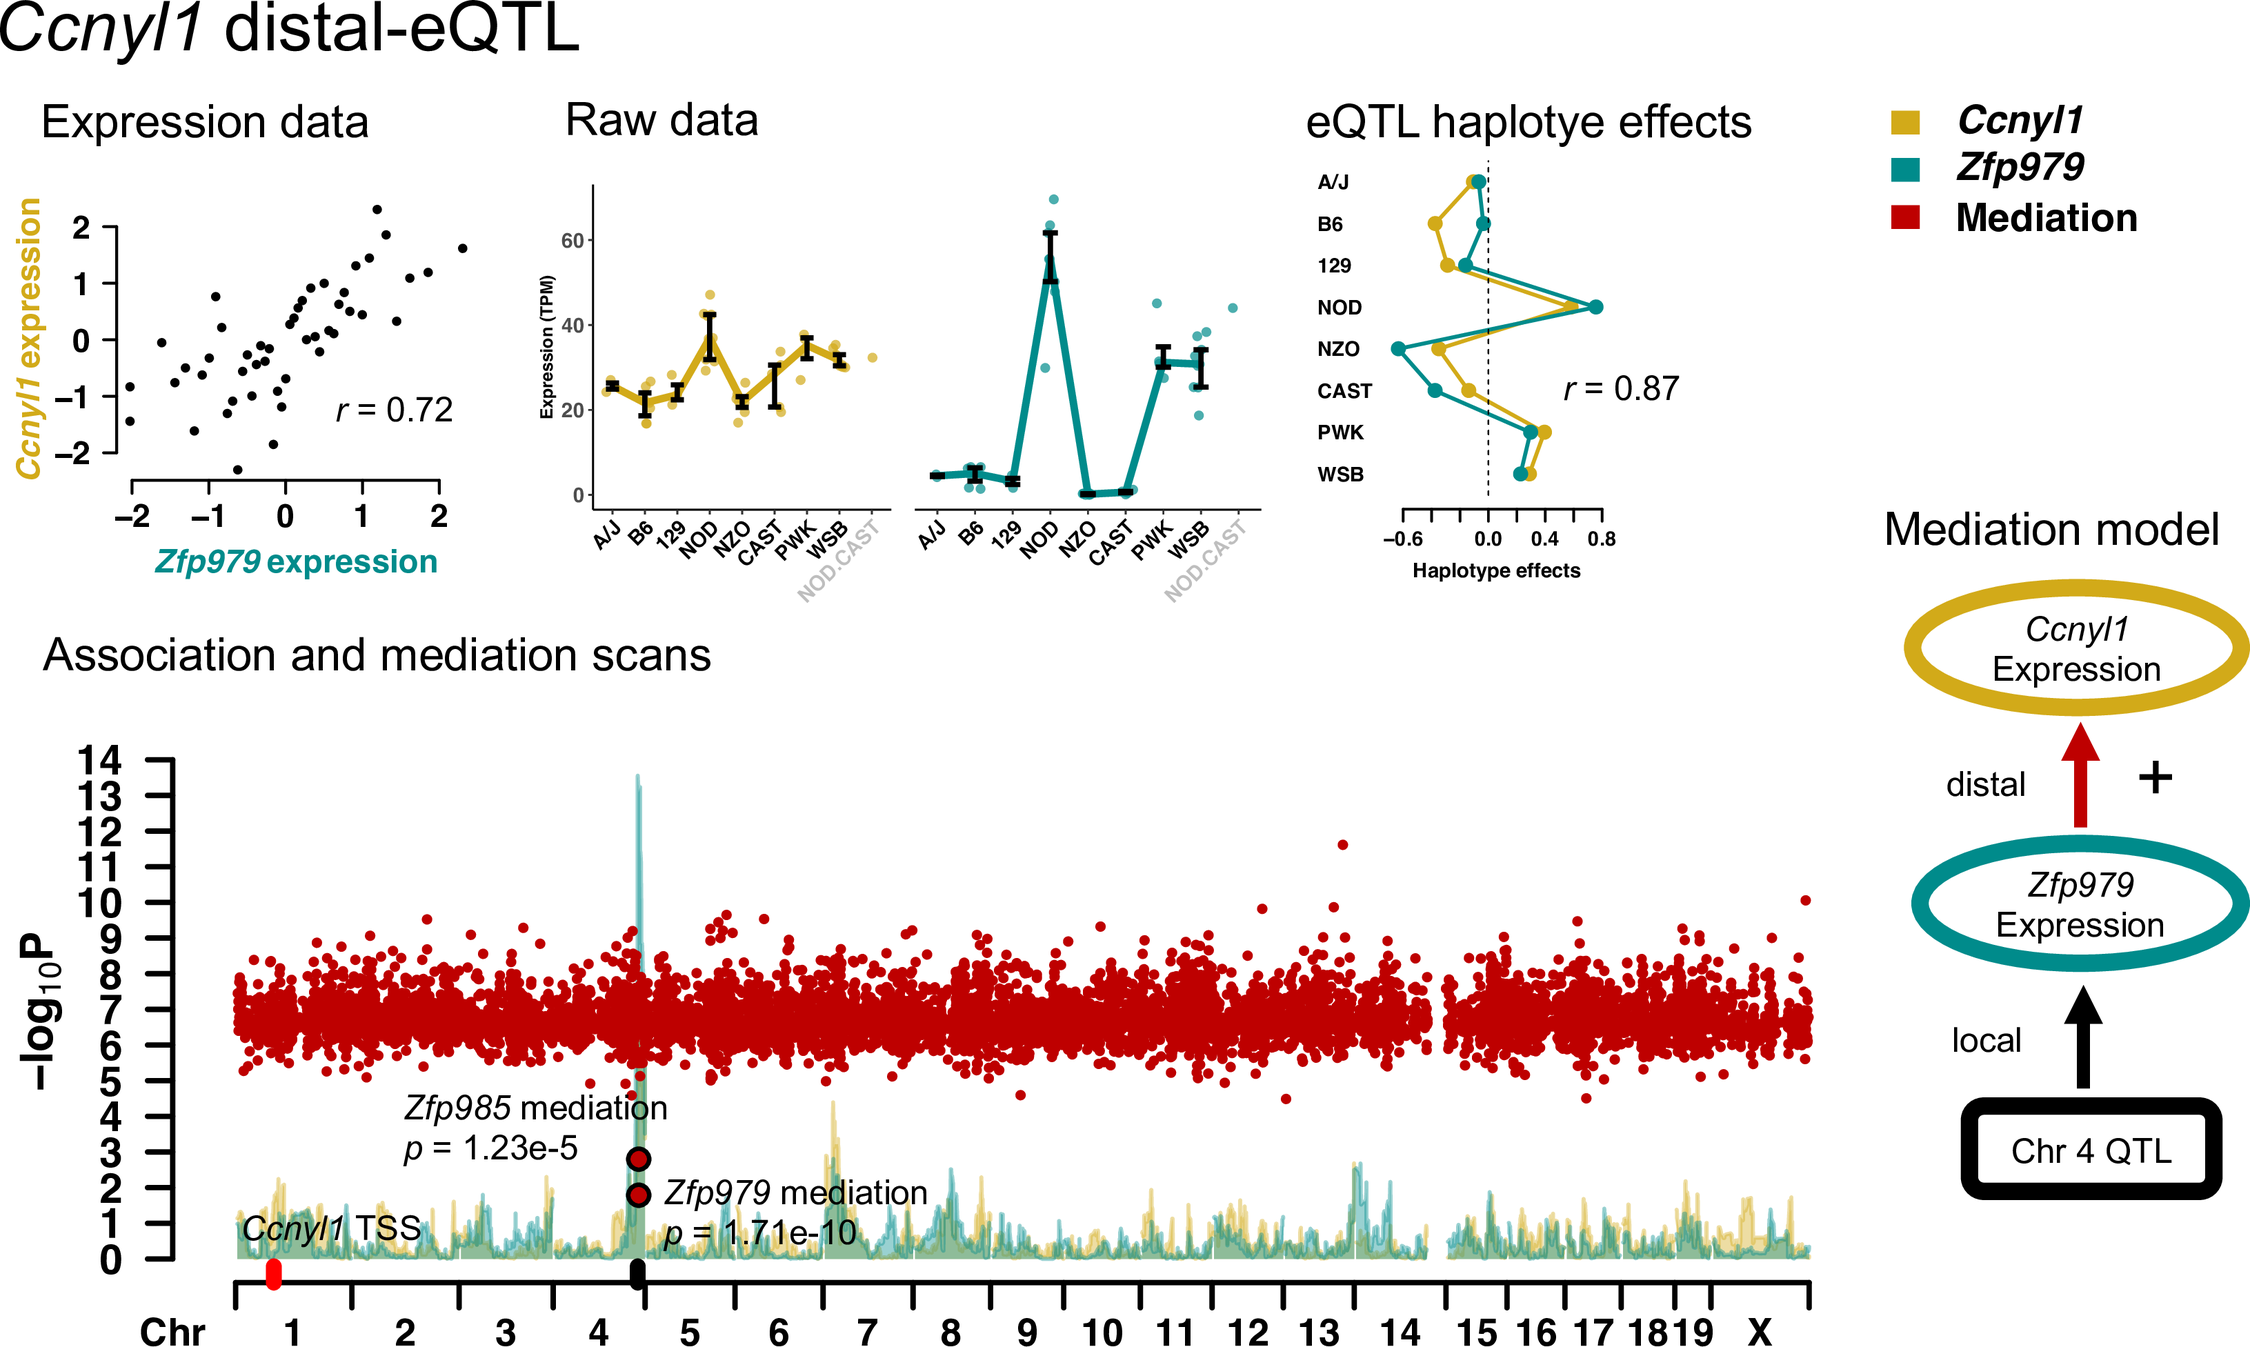 Ccnyl1 distal-eQTL
Expression data
Raw data
eQTL haplotye effects
Ccnyl1
Zfp979
Mediation
Ccnyl1 expression
2
1
0
−1
−2
r = 0.72
−2 −1 0 1 2
Zfp979 expression
Expression (TPM)
60
40
20
0
A/J B6 129 NOD NZO CAST PWK WSB NOD.CAST
A/J B6 129 NOD NZO CAST PWK WSB NOD.CAST
A/J
B6
129
NOD
NZO
CAST
PWK
WSB
r = 0.87
−0.6 0.0 0.4 0.8
Haplotype effects
Mediation model
Ccnyl1
Expression
distal +
Zfp979
Expression
local
Chr 4 QTL
Association and mediation scans
−log10P
14
13
12
11
10
9
8
7
6
5
4
3
2
1
0
Zfp985 mediation
p = 1.23e-5
Zfp979 mediation
p = 1.71e-10
Ccnyl1 TSS
Chr 1 2 3 4 5 6 7 8 9 10 11 12 13 14 15 16 17 18 19 X